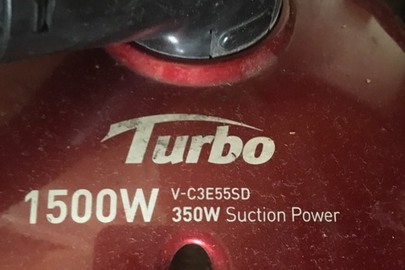 Turbo
1500W V-C3E55SD
350W Suction Power